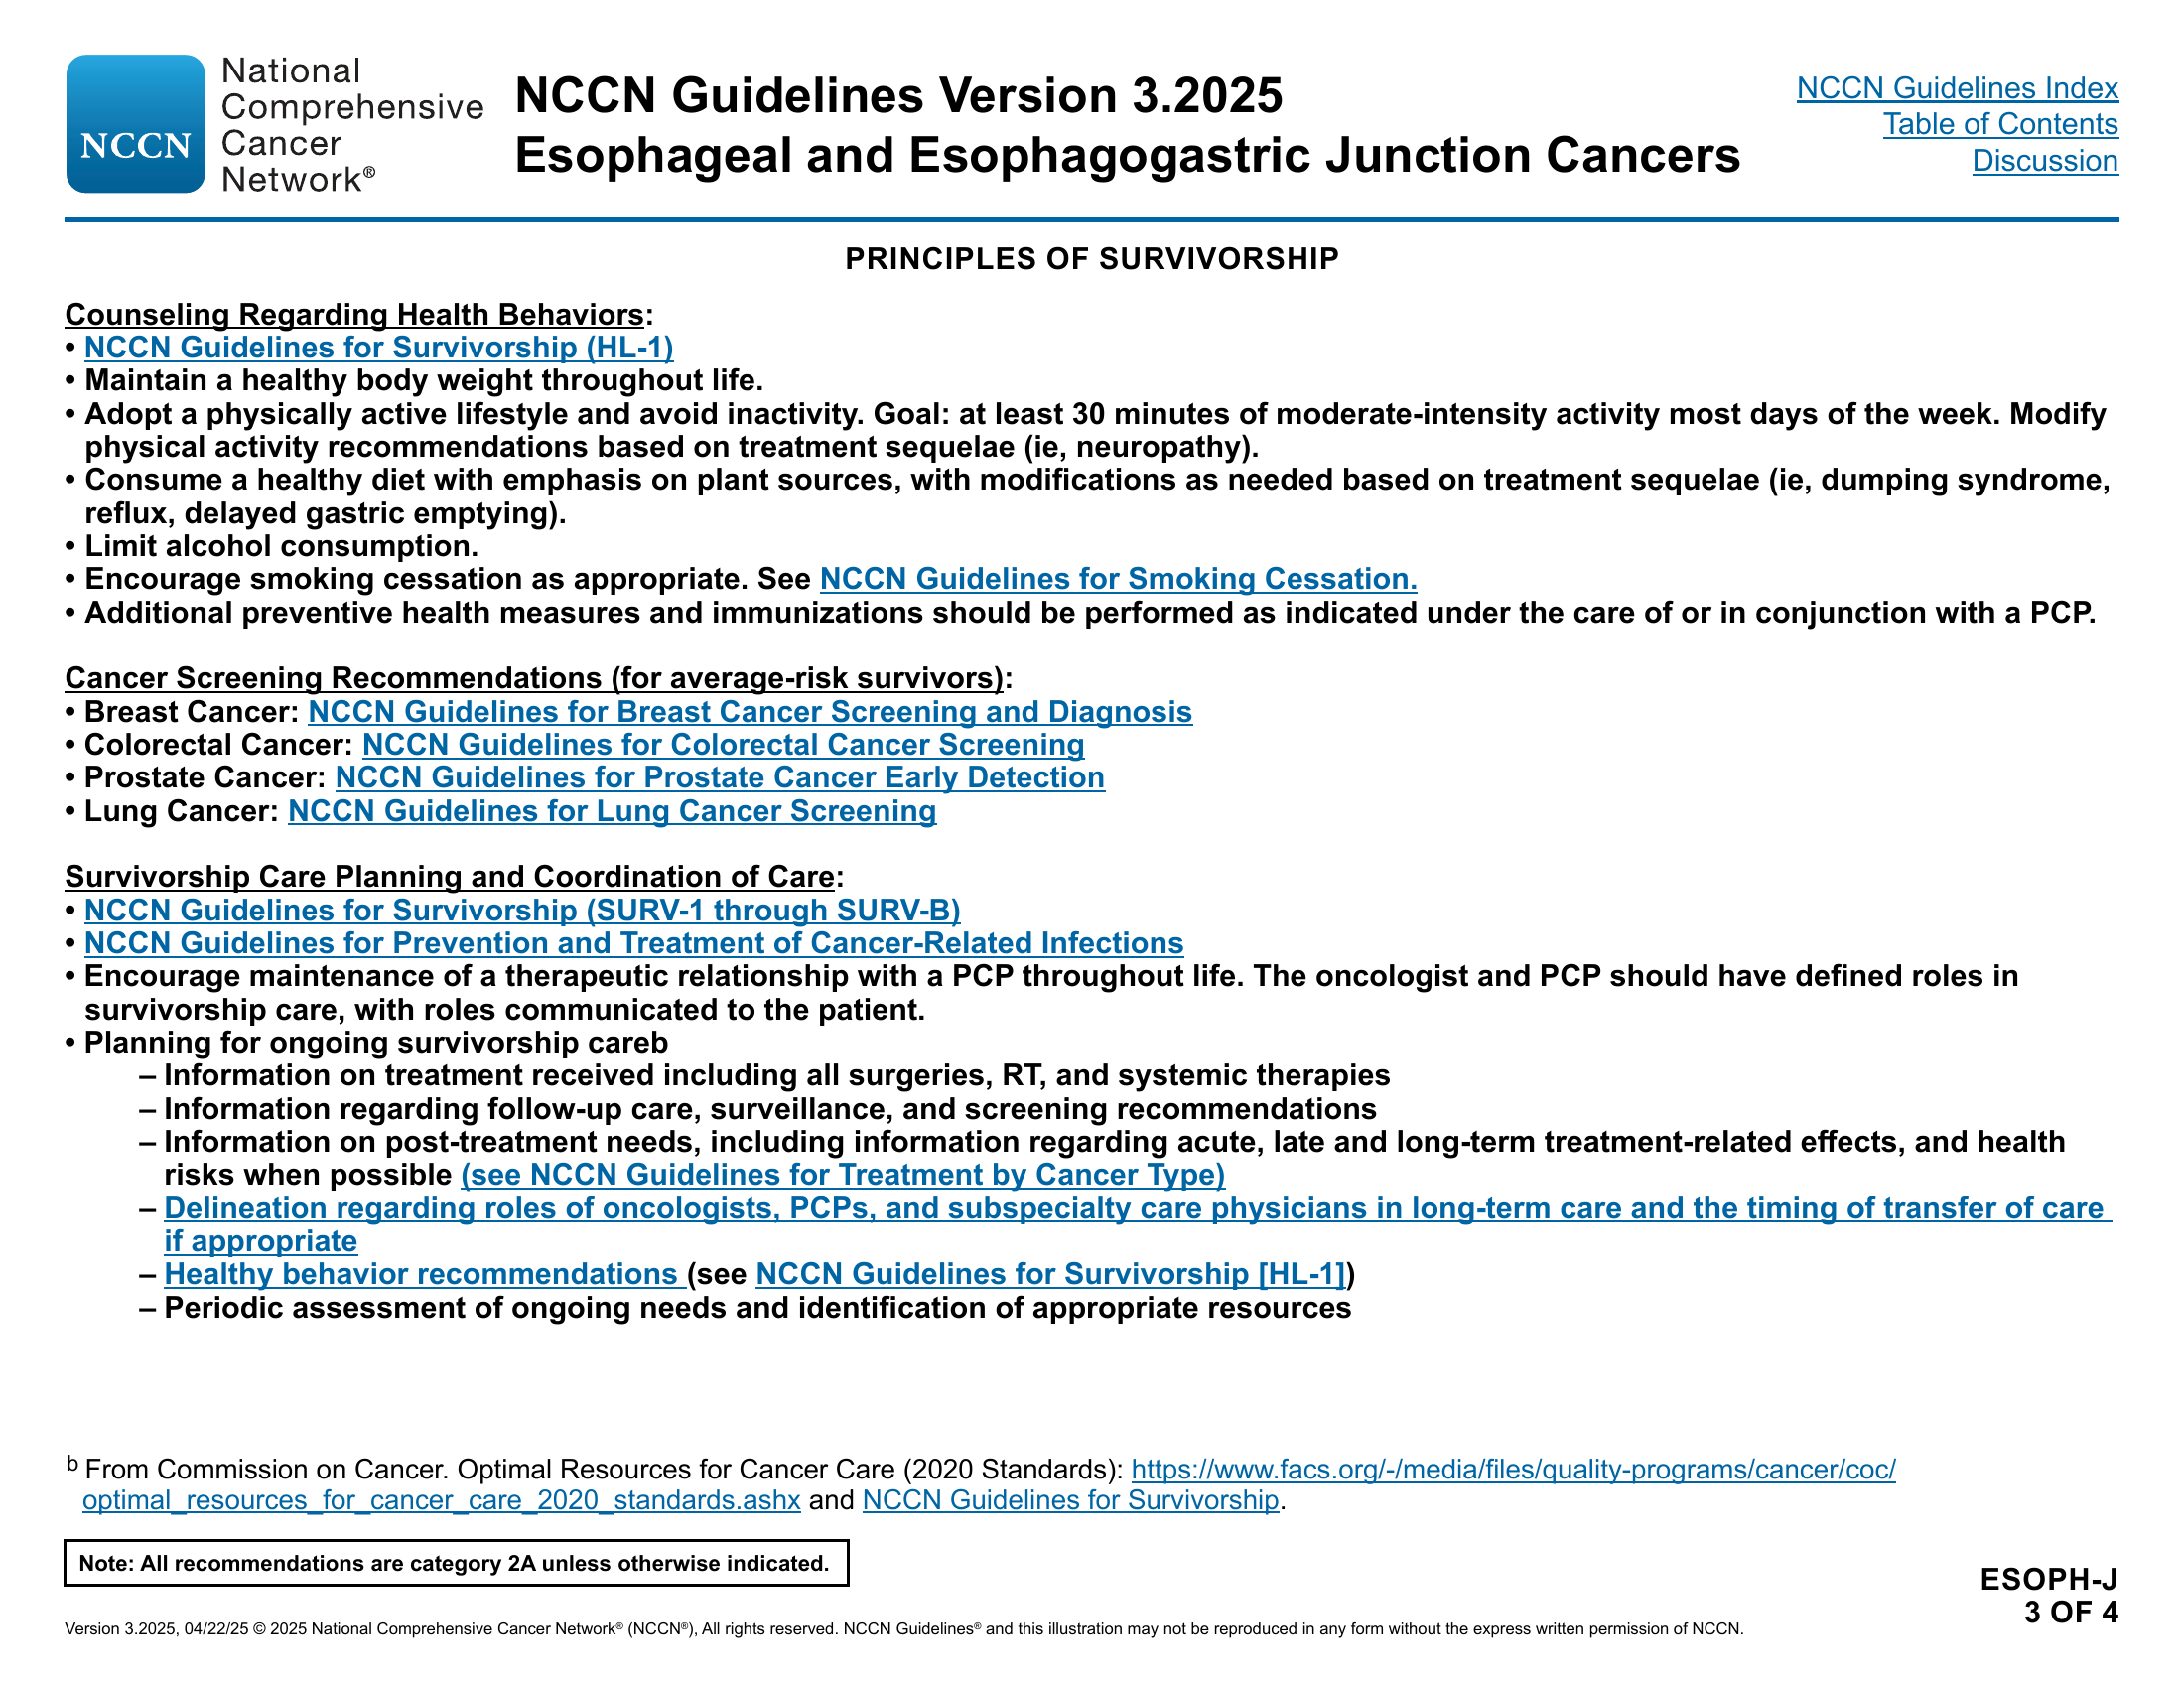 National
Comprehensive
NCCN Cancer
Network®
NCCN Guidelines Version 3.2025
Esophageal and Esophagogastric Junction Cancers
NCCN Guidelines Index
Table of Contents
Discussion
PRINCIPLES OF SURVIVORSHIP
Counseling Regarding Health Behaviors:
• NCCN Guidelines for Survivorship (HL-1)
• Maintain a healthy body weight throughout life.
• Adopt a physically active lifestyle and avoid inactivity. Goal: at least 30 minutes of moderate-intensity activity most days of the week. Modify
physical activity recommendations based on treatment sequelae (ie, neuropathy).
• Consume a healthy diet with emphasis on plant sources, with modifications as needed based on treatment sequelae (ie, dumping syndrome,
reflux, delayed gastric emptying).
• Limit alcohol consumption.
• Encourage smoking cessation as appropriate. See NCCN Guidelines for Smoking Cessation.
• Additional preventive health measures and immunizations should be performed as indicated under the care of or in conjunction with a PCP.
Cancer Screening Recommendations (for average-risk survivors):
• Breast Cancer: NCCN Guidelines for Breast Cancer Screening and Diagnosis
• Colorectal Cancer: NCCN Guidelines for Colorectal Cancer Screening
• Prostate Cancer: NCCN Guidelines for Prostate Cancer Early Detection
• Lung Cancer: NCCN Guidelines for Lung Cancer Screening
Survivorship Care Planning and Coordination of Care:
• NCCN Guidelines for Survivorship (SURV-1 through SURV-B)
• NCCN Guidelines for Prevention and Treatment of Cancer-Related Infections
• Encourage maintenance of a therapeutic relationship with a PCP throughout life. The oncologist and PCP should have defined roles in
survivorship care, with roles communicated to the patient.
• Planning for ongoing survivorship careb
– Information on treatment received including all surgeries, RT, and systemic therapies
– Information regarding follow-up care, surveillance, and screening recommendations
– Information on post-treatment needs, including information regarding acute, late and long-term treatment-related effects, and health
risks when possible (see NCCN Guidelines for Treatment by Cancer Type)
– Delineation regarding roles of oncologists, PCPs, and subspecialty care physicians in long-term care and the timing of transfer of care
if appropriate
– Healthy behavior recommendations (see NCCN Guidelines for Survivorship [HL-1])
– Periodic assessment of ongoing needs and identification of appropriate resources
b From Commission on Cancer. Optimal Resources for Cancer Care (2020 Standards): https://www.facs.org/-/media/files/quality-programs/cancer/coc/
optimal_resources_for_cancer_care_2020_standards.ashx and NCCN Guidelines for Survivorship.
Note: All recommendations are category 2A unless otherwise indicated.
ESOPH-J
3 OF 4
Version 3.2025, 04/22/25 © 2025 National Comprehensive Cancer Network® (NCCN®), All rights reserved. NCCN Guidelines® and this illustration may not be reproduced in any form without the express written permission of NCCN.